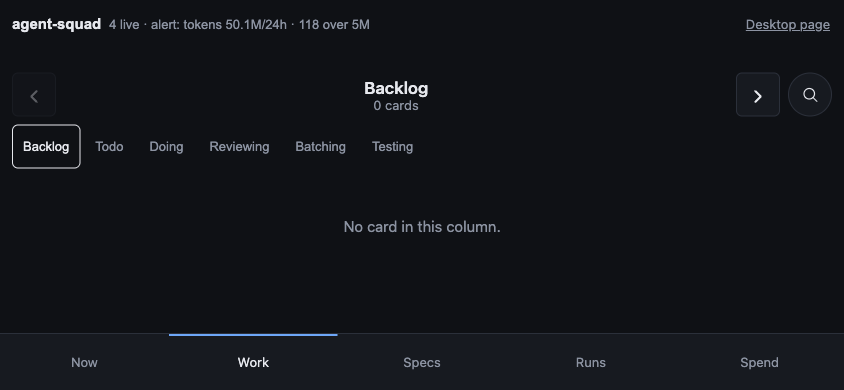 agent-squad 4 live · alert: tokens 50.1M/24h · 118 over 5M Desktop page
Backlog
0 cards
Backlog Todo Doing Reviewing Batching Testing
No card in this column.
Now Work Specs Runs Spend